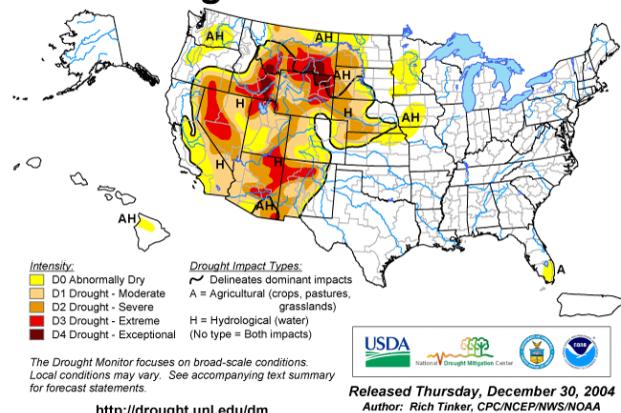 AH
AH
AH
H
H
AH
H
H
AH
AH
A
Intensity:
D0 Abnormally Dry
D1 Drought - Moderate
D2 Drought - Severe
D3 Drought - Extreme
D4 Drought - Exceptional
Drought Impact Types:
Delineates dominant impacts
A = Agricultural (crops, pastures,
grasslands)
H = Hydrological (water)
(No type = Both impacts)
The Drought Monitor focuses on broad-scale conditions.
Local conditions may vary. See accompanying text summary
for forecast statements.
http://drought.unl.edu/dm
USDA
National Drought Mitigation Center
Released Thursday, December 30, 2004
Author: Rich Tinker, CPC/NCEP/NWS/NOAA